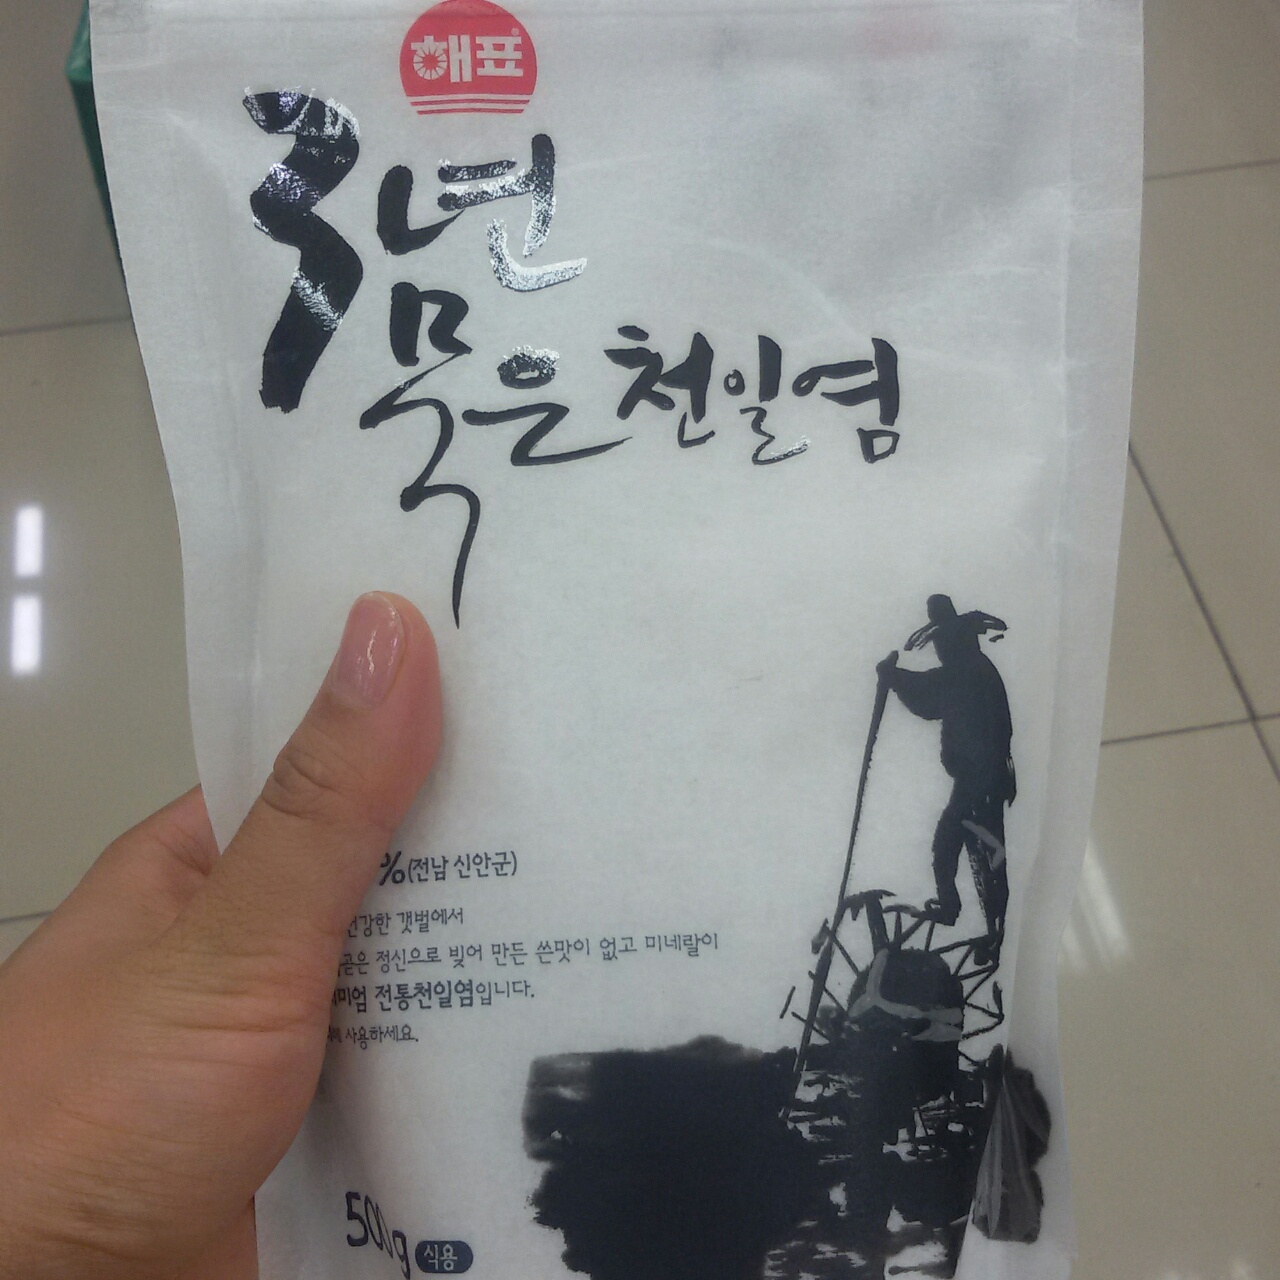 해표
3년
묵은 천일염
%(전남 신안군)
건강한 갯벌에서
곧은 정신으로 빚어 만든 쓴맛이 없고 미네랄이
미엄 전통천일염입니다.
사용하세요.
500g 식용